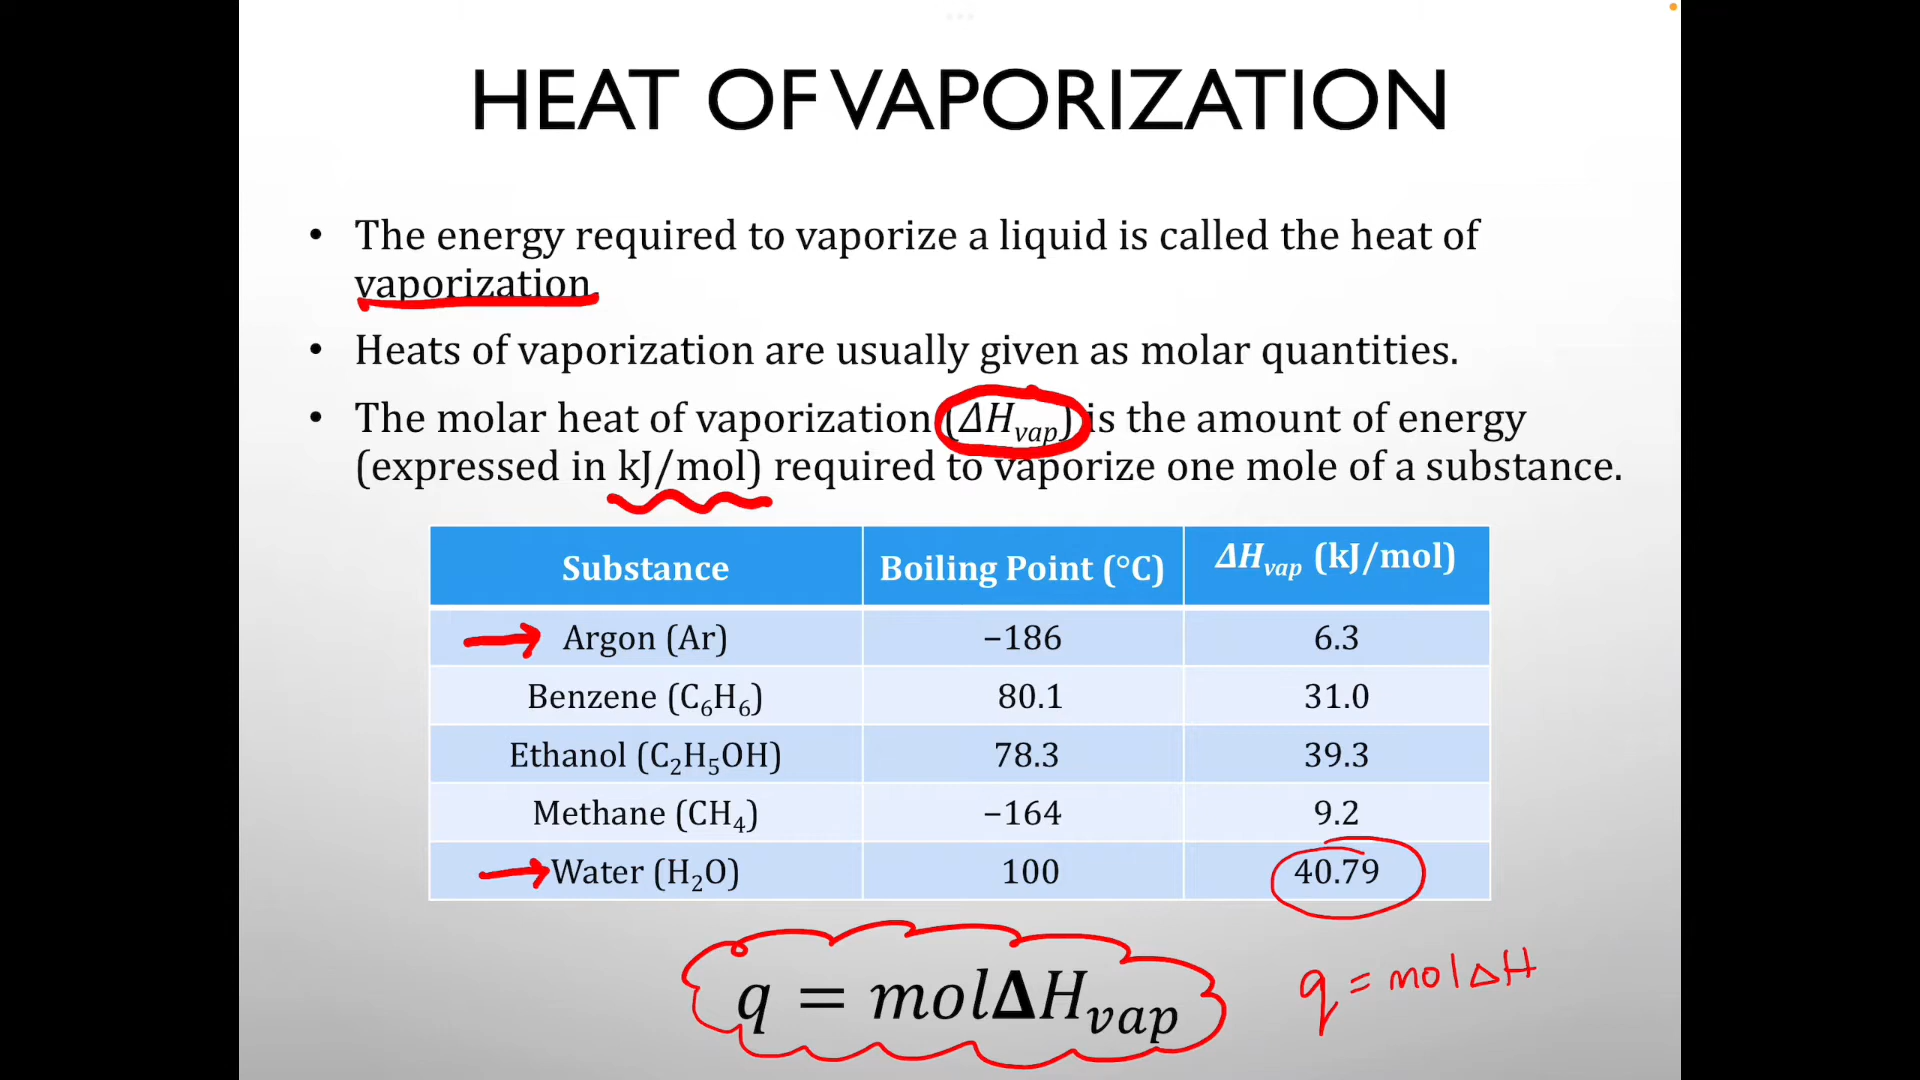 HEAT OF VAPORIZATION
• The energy required to vaporize a liquid is called the heat of
vaporization.
• Heats of vaporization are usually given as molar quantities.
• The molar heat of vaporization (ΔHvap) is the amount of energy
(expressed in kJ/mol) required to vaporize one mole of a substance.
Substance Boiling Point (°C) ΔHvap (kJ/mol)
Argon (Ar) −186 6.3
Benzene (C6H6) 80.1 31.0
Ethanol (C2H5OH) 78.3 39.3
Methane (CH4) −164 9.2
Water (H2O) 100 40.79
q = molΔHvap
q = molΔH